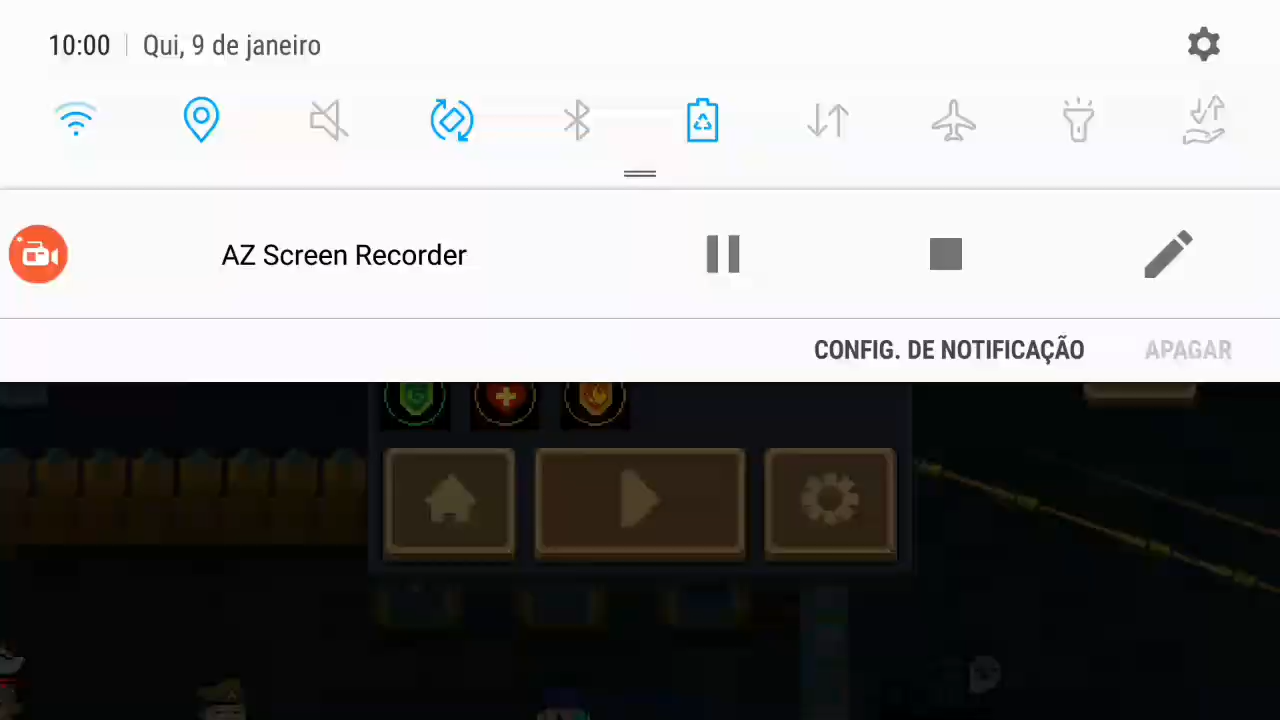 10:00 Qui, 9 de janeiro
AZ Screen Recorder
CONFIG. DE NOTIFICAÇÃO APAGAR